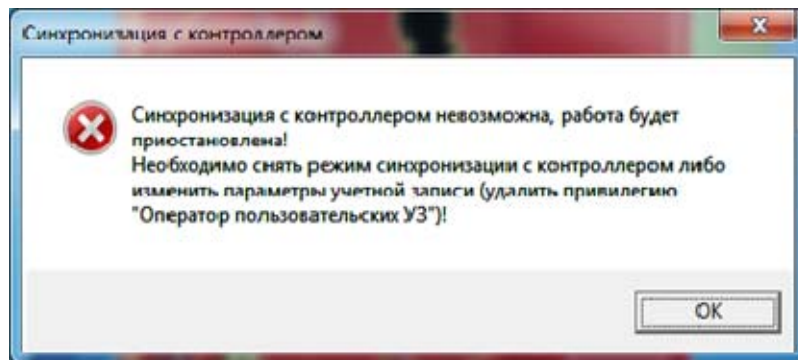 Синхронизация с контроллером
Синхронизация с контроллером невозможна, работа будет
приостановлена!
Необходимо снять режим синхронизации с контроллером либо
изменить параметры учетной записи (удалить привилегию
"Оператор пользовательских УЗ")!
OK